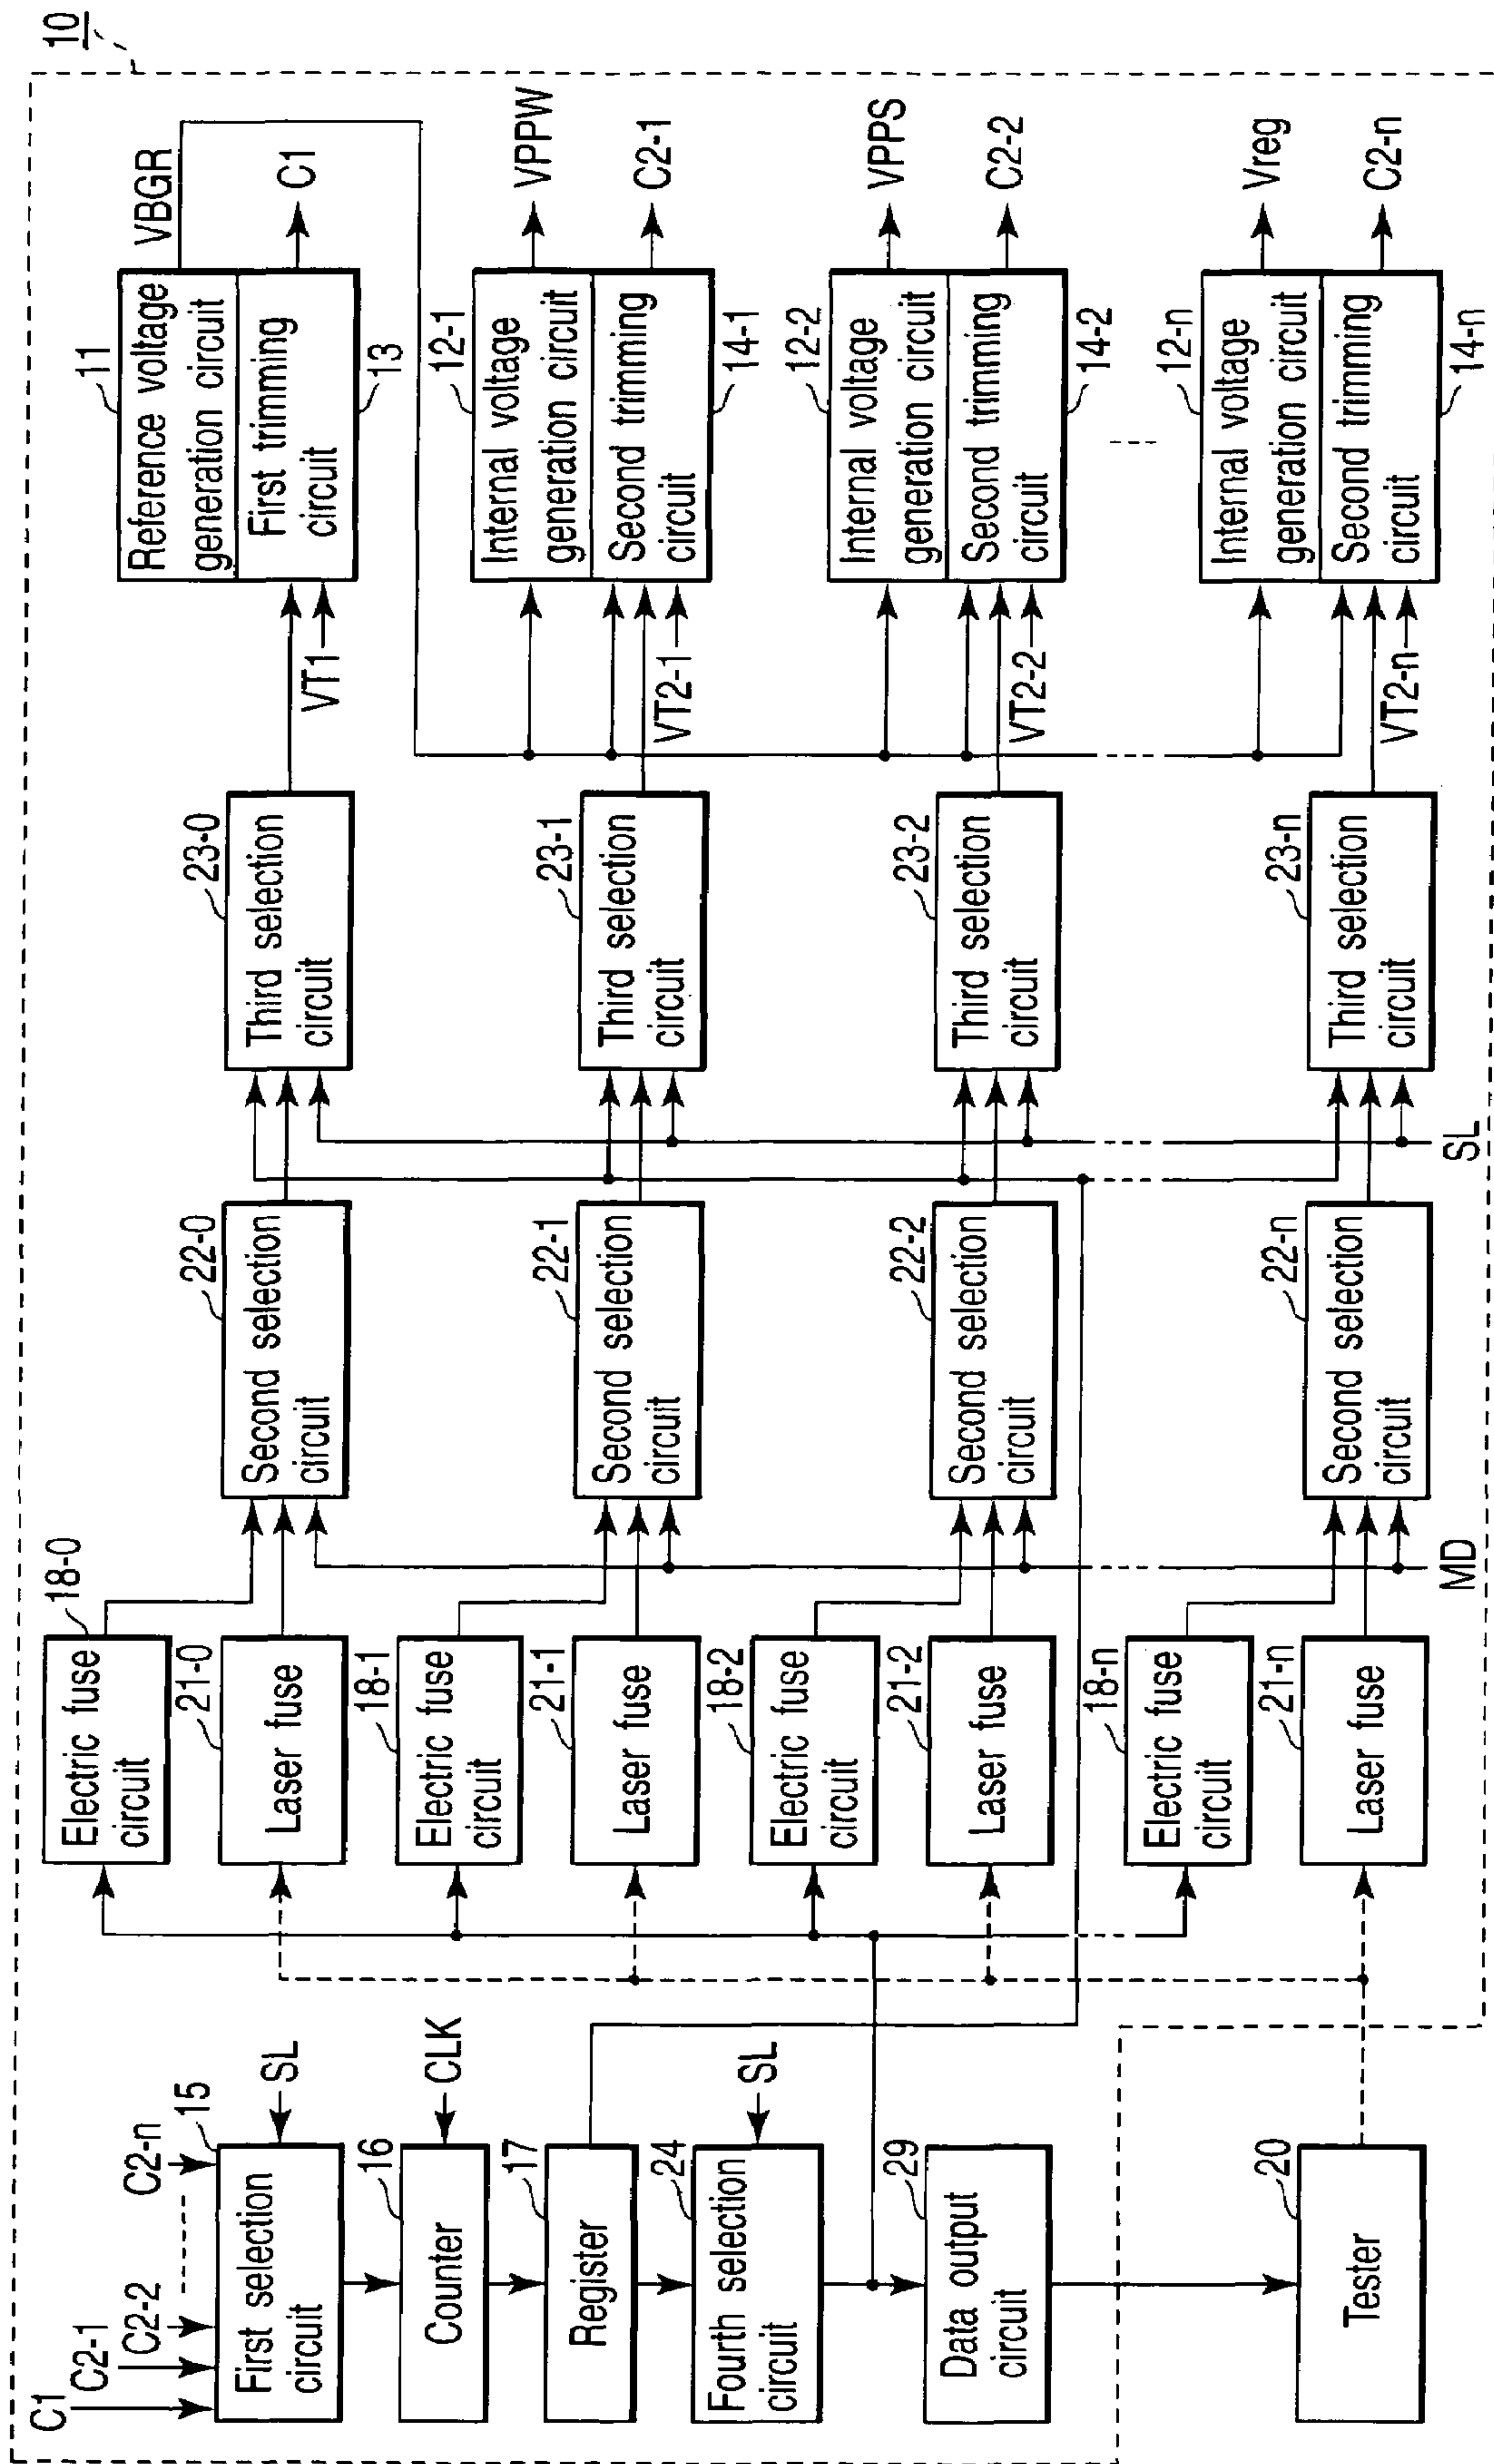 10
C1
C2-1
C2-2
C2-n
15
First selection
circuit
SL
16
Counter
CLK
17
Register
24
Fourth selection
circuit
SL
29
Data output
circuit
20
Tester
18-0
Electric fuse
circuit
21-0
Laser fuse
18-1
Electric fuse
circuit
21-1
Laser fuse
18-2
Electric fuse
circuit
21-2
Laser fuse
18-n
Electric fuse
circuit
21-n
Laser fuse
MD
22-0
Second selection
circuit
22-1
Second selection
circuit
22-2
Second selection
circuit
22-n
Second selection
circuit
SL
23-0
Third selection
circuit
23-1
Third selection
circuit
23-2
Third selection
circuit
23-n
Third selection
circuit
VT1
VT2-1
VT2-2
VT2-n
11
Reference voltage
generation circuit
First trimming
circuit
13
VBGR
C1
12-1
Internal voltage
generation circuit
Second trimming
circuit
14-1
VPPW
C2-1
12-2
Internal voltage
generation circuit
Second trimming
circuit
14-2
VPPS
C2-2
12-n
Internal voltage
generation circuit
Second trimming
circuit
14-n
Vreg
C2-n